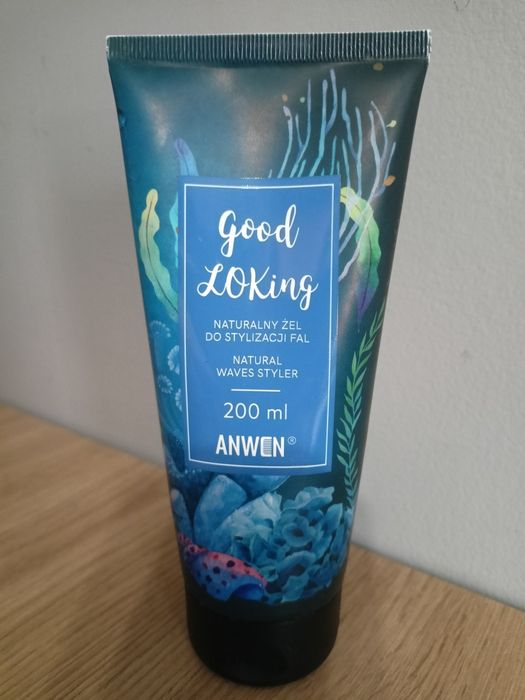 Good
LOKing
NATURALNY ŻEL
DO STYLIZACJI FAL
NATURAL
WAVES STYLER
200 ml
ANWEN®